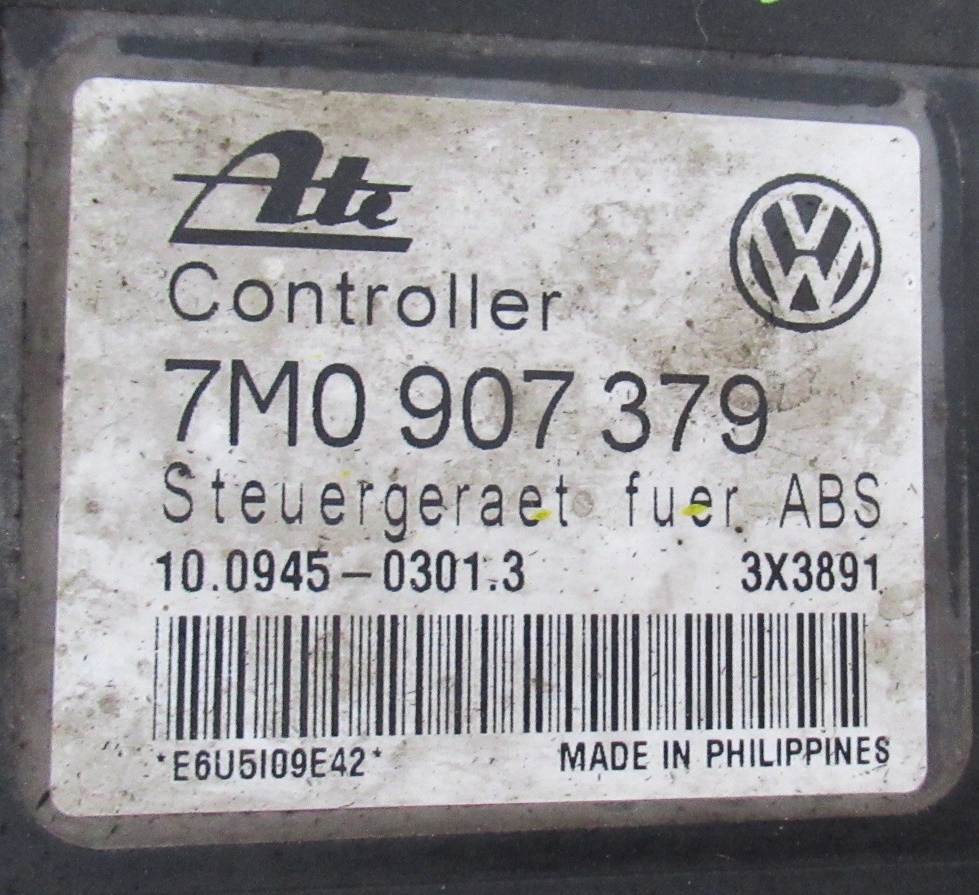 Ate
Controller
7M0 907 379
Steuergeraet fuer ABS
10.0945-0301.3 3X3891
*E6U5I09E42* MADE IN PHILIPPINES